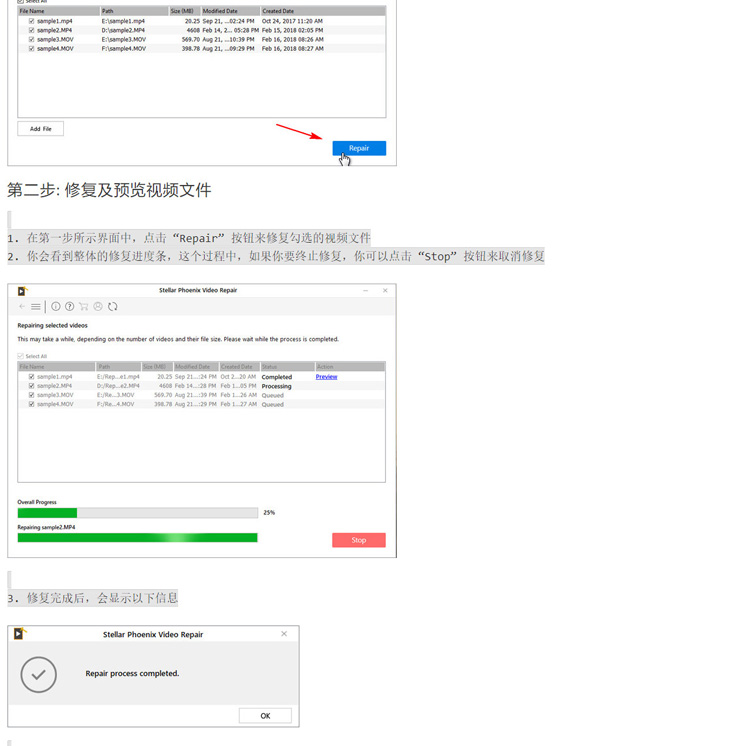 Select All
File Name Path Size (MB) Modified Date Created Date
sample1.mp4 E:\sample1.mp4 20.25 Sep 21, ...02:24 PM Oct 24, 2017 11:20 AM
sample2.MP4 D:\sample2.mp4 4608 Feb 14, 2... 05:28 PM Feb 15, 2018 02:05 PM
sample3.MOV E:\sample3.MOV 569.70 Aug 21, ...10:39 PM Feb 16, 2018 08:26 AM
sample4.MOV F:\sample4.MOV 398.78 Aug 21, ...09:29 PM Feb 16, 2018 08:27 AM
Add File
Repair
第二步: 修复及预览视频文件
1. 在第一步所示界面中，点击 “Repair” 按钮来修复勾选的视频文件
2. 你会看到整体的修复进度条，这个过程中，如果你要终止修复，你可以点击 “Stop” 按钮来取消修复
Stellar Phoenix Video Repair
Repairing selected videos
This may take a while, depending on the number of videos and their file size. Please wait while the process is completed.
Select All
File Name Path Size (MB) Modified Date Created Date Status Action
sample1.mp4 E:/Rep...e1.mp4 20.25 Sep 21...:24 PM Oct 2...20 AM Completed Preview
sample2.MP4 D:/Rep...e2.MP4 4608 Feb 14...:28 PM Feb 1...05 PM Processing
sample3.MOV E:/Re...3.MOV 569.70 Aug 21...:39 PM Feb 1...26 AM Queued
sample4.MOV F:/Re...4.MOV 398.78 Aug 21...:29 PM Feb 1...27 AM Queued
Overall Progress
25%
Repairing sample2.MP4
Stop
3. 修复完成后，会显示以下信息
Stellar Phoenix Video Repair
Repair process completed.
OK